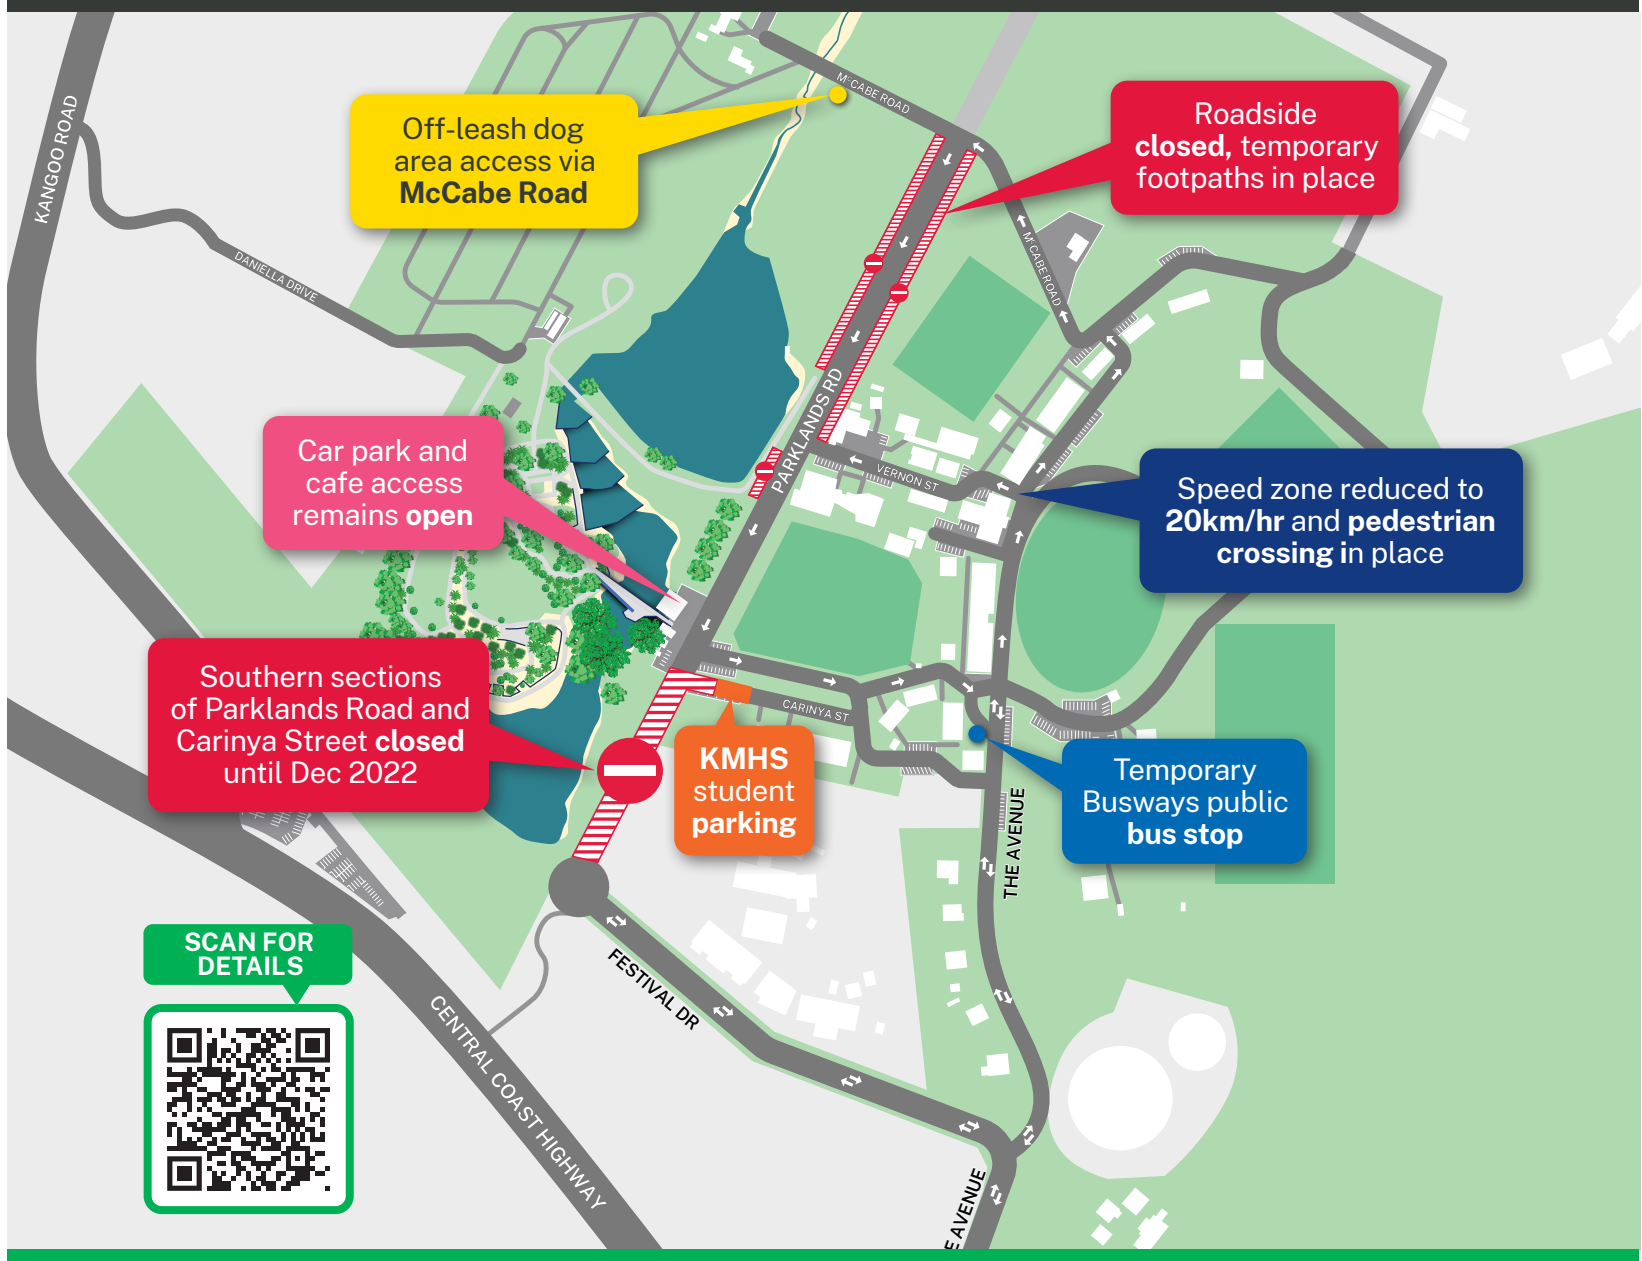 KANGOO ROAD
DANIELLA DRIVE
McCABE ROAD
Off-leash dog
area access via
McCabe Road
Roadside
closed, temporary
footpaths in place
McCABE ROAD
PARKLANDS RD
VERNON ST
Car park and
cafe access
remains open
Speed zone reduced to
20km/hr and pedestrian
crossing in place
Southern sections
of Parklands Road and
Carinya Street closed
until Dec 2022
CARINYA ST
KMHS
student
parking
Temporary
Busways public
bus stop
THE AVENUE
SCAN FOR
DETAILS
FESTIVAL DR
CENTRAL COAST HIGHWAY
E AVENUE